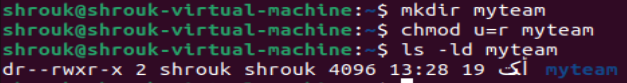 shrouk@shrouk-virtual-machine:~$ mkdir myteam
shrouk@shrouk-virtual-machine:~$ chmod u=r myteam
shrouk@shrouk-virtual-machine:~$ ls -ld myteam
dr--rwxr-x 2 shrouk shrouk 4096 13:28 19 أكت myteam